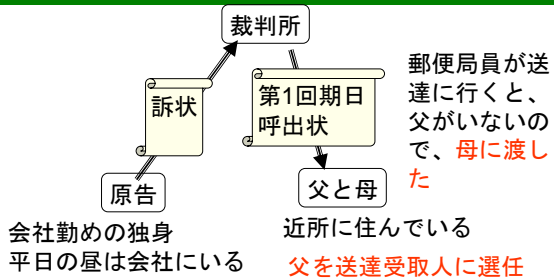 裁判所
訴状
第1回期日
呼出状
郵便局員が送
達に行くと、
父がいないの
で、母に渡し
た
原告
父と母
会社勤めの独身
平日の昼は会社にいる
近所に住んでいる
父を送達受取人に選任